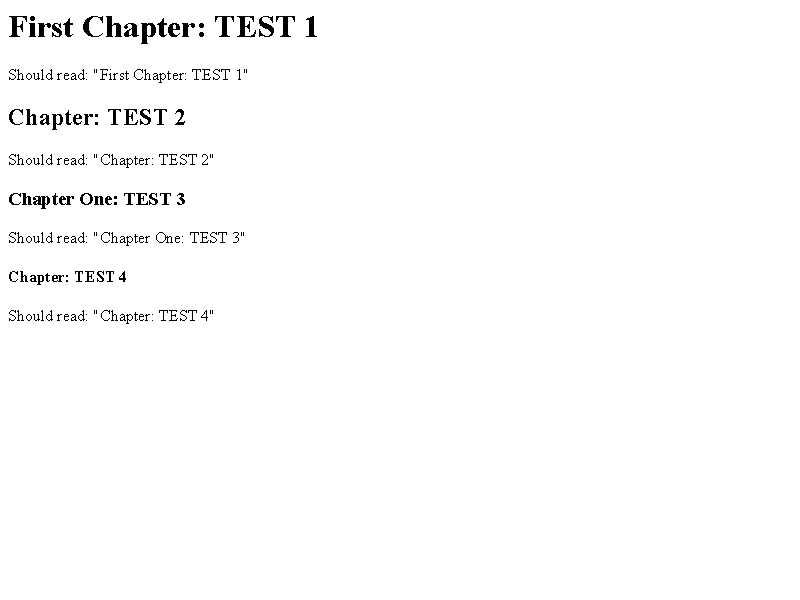 First Chapter: TEST 1
Should read: "First Chapter: TEST 1"
Chapter: TEST 2
Should read: "Chapter: TEST 2"
Chapter One: TEST 3
Should read: "Chapter One: TEST 3"
Chapter: TEST 4
Should read: "Chapter: TEST 4"